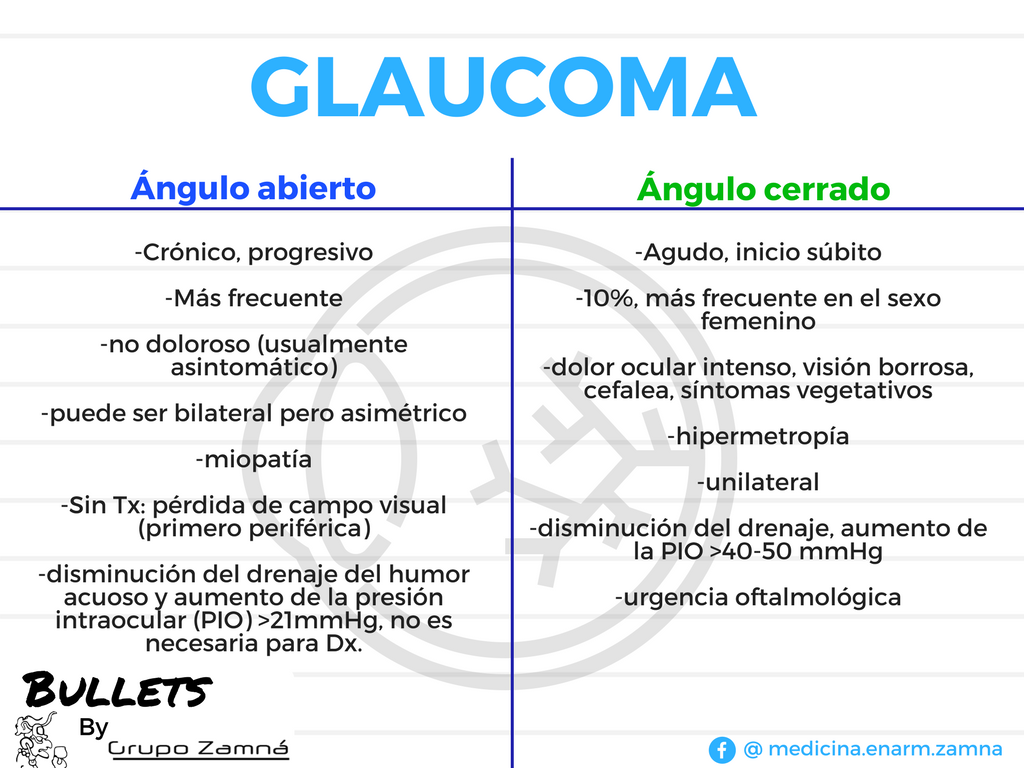 GLAUCOMA
Ángulo abierto
-Crónico, progresivo
-Más frecuente
-no doloroso (usualmente
asintomático)
-puede ser bilateral pero asimétrico
-miopatía
-Sin Tx: pérdida de campo visual
(primero periférica)
-disminución del drenaje del humor
acuoso y aumento de la presión
intraocular (PIO) >21mmHg, no es
necesaria para Dx.
Ángulo cerrado
-Agudo, inicio súbito
-10%, más frecuente en el sexo
femenino
-dolor ocular intenso, visión borrosa,
cefalea, síntomas vegetativos
-hipermetropía
-unilateral
-disminución del drenaje, aumento de
la PIO >40-50 mmHg
-urgencia oftalmológica
BULLETS
By
Grupo Zamná
@ medicina.enarm.zamna